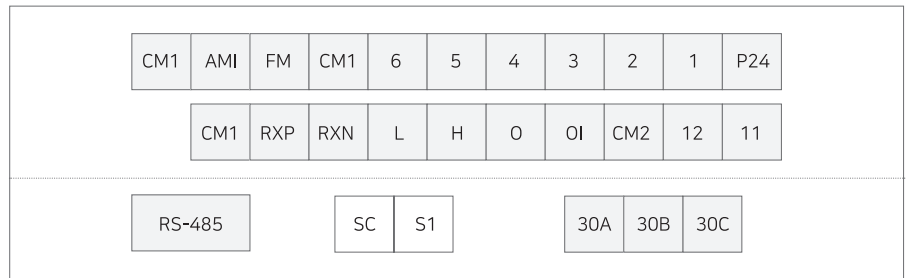 CM1 AMI FM CM1 6 5 4 3 2 1 P24
CM1 RXP RXN L H O OI CM2 12 11
RS-485 SC S1 30A 30B 30C